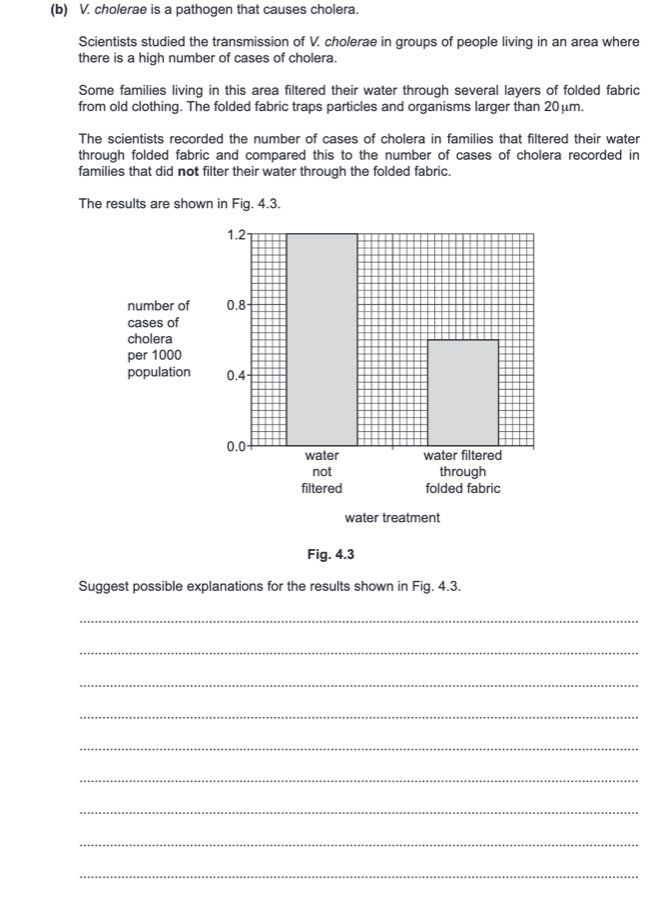 (b) V. cholerae is a pathogen that causes cholera.
Scientists studied the transmission of V. cholerae in groups of people living in an area where
there is a high number of cases of cholera.
Some families living in this area filtered their water through several layers of folded fabric
from old clothing. The folded fabric traps particles and organisms larger than 20 μm.
The scientists recorded the number of cases of cholera in families that filtered their water
through folded fabric and compared this to the number of cases of cholera recorded in
families that did not filter their water through the folded fabric.
The results are shown in Fig. 4.3.
1.2
number of
cases of
cholera
per 1000
population
0.8
0.4
0.0
water
not
filtered
water filtered
through
folded fabric
water treatment
Fig. 4.3
Suggest possible explanations for the results shown in Fig. 4.3.